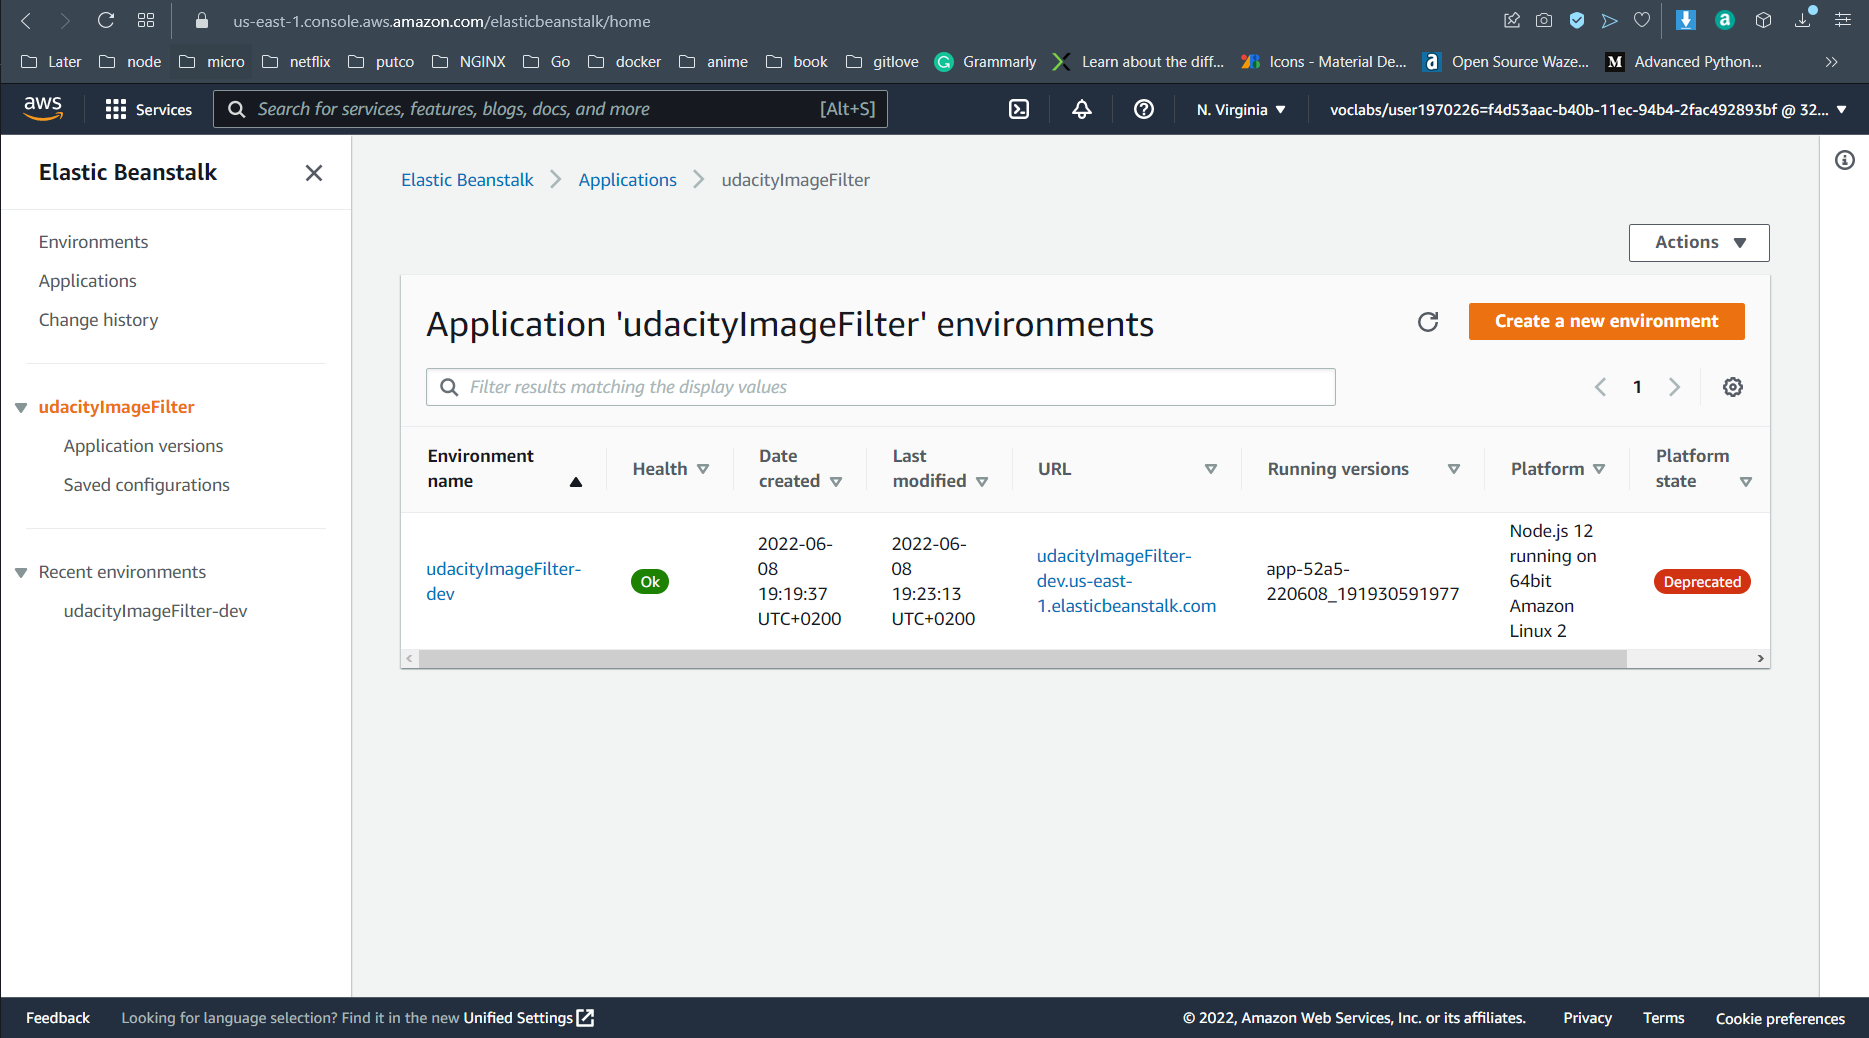 us-east-1.console.aws.amazon.com/elasticbeanstalk/home
Later node micro netflix putco NGINX Go docker anime book gitlove Grammarly Learn about the diff... Icons - Material De... Open Source Waze... Advanced Python...
aws Services Search for services, features, blogs, docs, and more [Alt+S] N. Virginia voclabs/user1970226=f4d53aac-b40b-11ec-94b4-2fac492893bf @ 32...
Elastic Beanstalk
Environments
Applications
Change history
udacityImageFilter
Application versions
Saved configurations
Recent environments
udacityImageFilter-dev
Elastic Beanstalk Applications udacityImageFilter
Actions
Application 'udacityImageFilter' environments
Create a new environment
Filter results matching the display values
1
Environment
name
Health
Date
created
Last
modified
URL
Running versions
Platform
Platform
state
udacityImageFilter-
dev
Ok
2022-06-
08
19:19:37
UTC+0200
2022-06-
08
19:23:13
UTC+0200
udacityImageFilter-
dev.us-east-
1.elasticbeanstalk.com
app-52a5-
220608_191930591977
Node.js 12
running on
64bit
Amazon
Linux 2
Deprecated
Feedback Looking for language selection? Find it in the new Unified Settings © 2022, Amazon Web Services, Inc. or its affiliates. Privacy Terms Cookie preferences